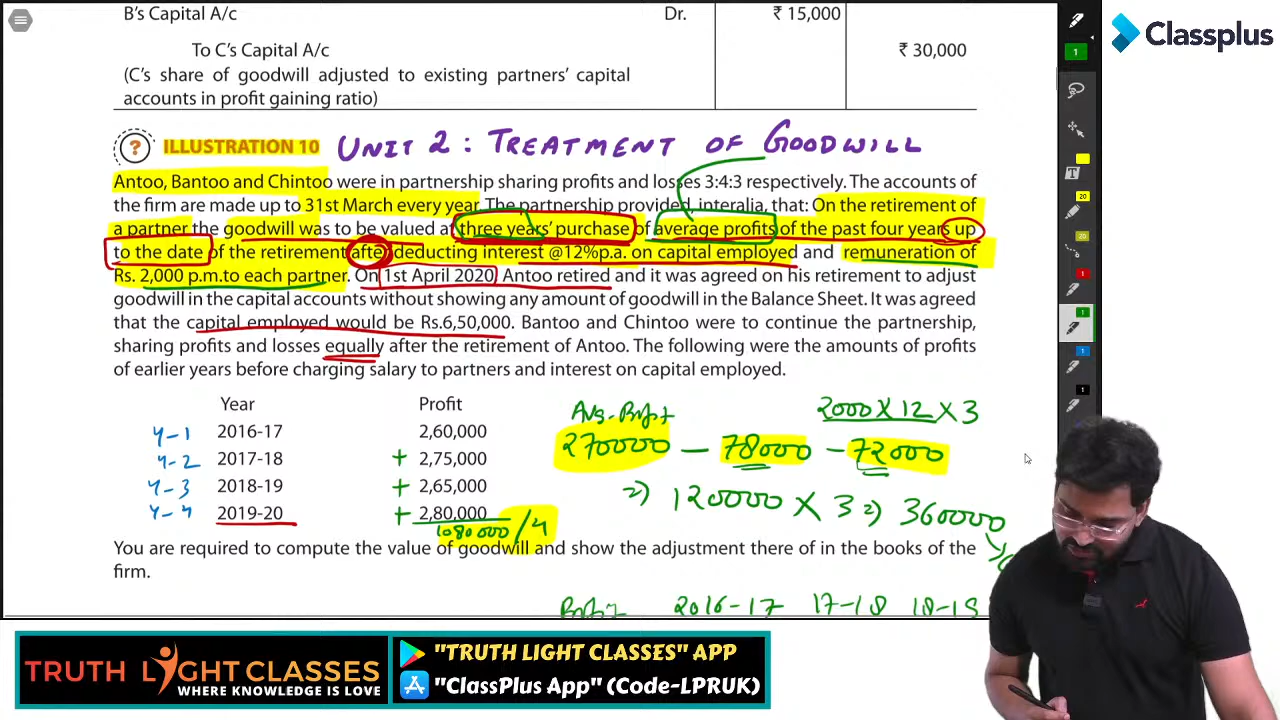 B's Capital A/c Dr. ₹ 15,000
To C's Capital A/c ₹ 30,000
(C's share of goodwill adjusted to existing partners' capital
accounts in profit gaining ratio)
Classplus
1
? ILLUSTRATION 10 UNIT 2 : TREATMENT OF GOODWILL
Antoo, Bantoo and Chintoo were in partnership sharing profits and losses 3:4:3 respectively. The accounts of
the firm are made up to 31st March every year. The partnership provided, interalia, that: On the retirement of
a partner the goodwill was to be valued at three years' purchase of average profits of the past four years up
to the date of the retirement after deducting interest @12%p.a. on capital employed and remuneration of
Rs. 2,000 p.m.to each partner. On 1st April 2020, Antoo retired and it was agreed on his retirement to adjust
goodwill in the capital accounts without showing any amount of goodwill in the Balance Sheet. It was agreed
that the capital employed would be Rs.6,50,000. Bantoo and Chintoo were to continue the partnership,
sharing profits and losses equally after the retirement of Antoo. The following were the amounts of profits
of earlier years before charging salary to partners and interest on capital employed.
Year Profit Avg. Profit 2000 X 12 X 3
Y-1 2016-17 2,60,000
270000 - 78000 - 72000
Y-2 2017-18 + 2,75,000
Y-3 2018-19 + 2,65,000
=) 120000 X 3 =) 360000
Y-4 2019-20 + 2,80,000
1080000 /4
You are required to compute the value of goodwill and show the adjustment there of in the books of the
firm.
Profit 2016-17 17-18 18-19
TRUTH LIGHT CLASSES
WHERE KNOWLEDGE IS LOVE
"TRUTH LIGHT CLASSES" APP
"ClassPlus App" (Code-LPRUK)